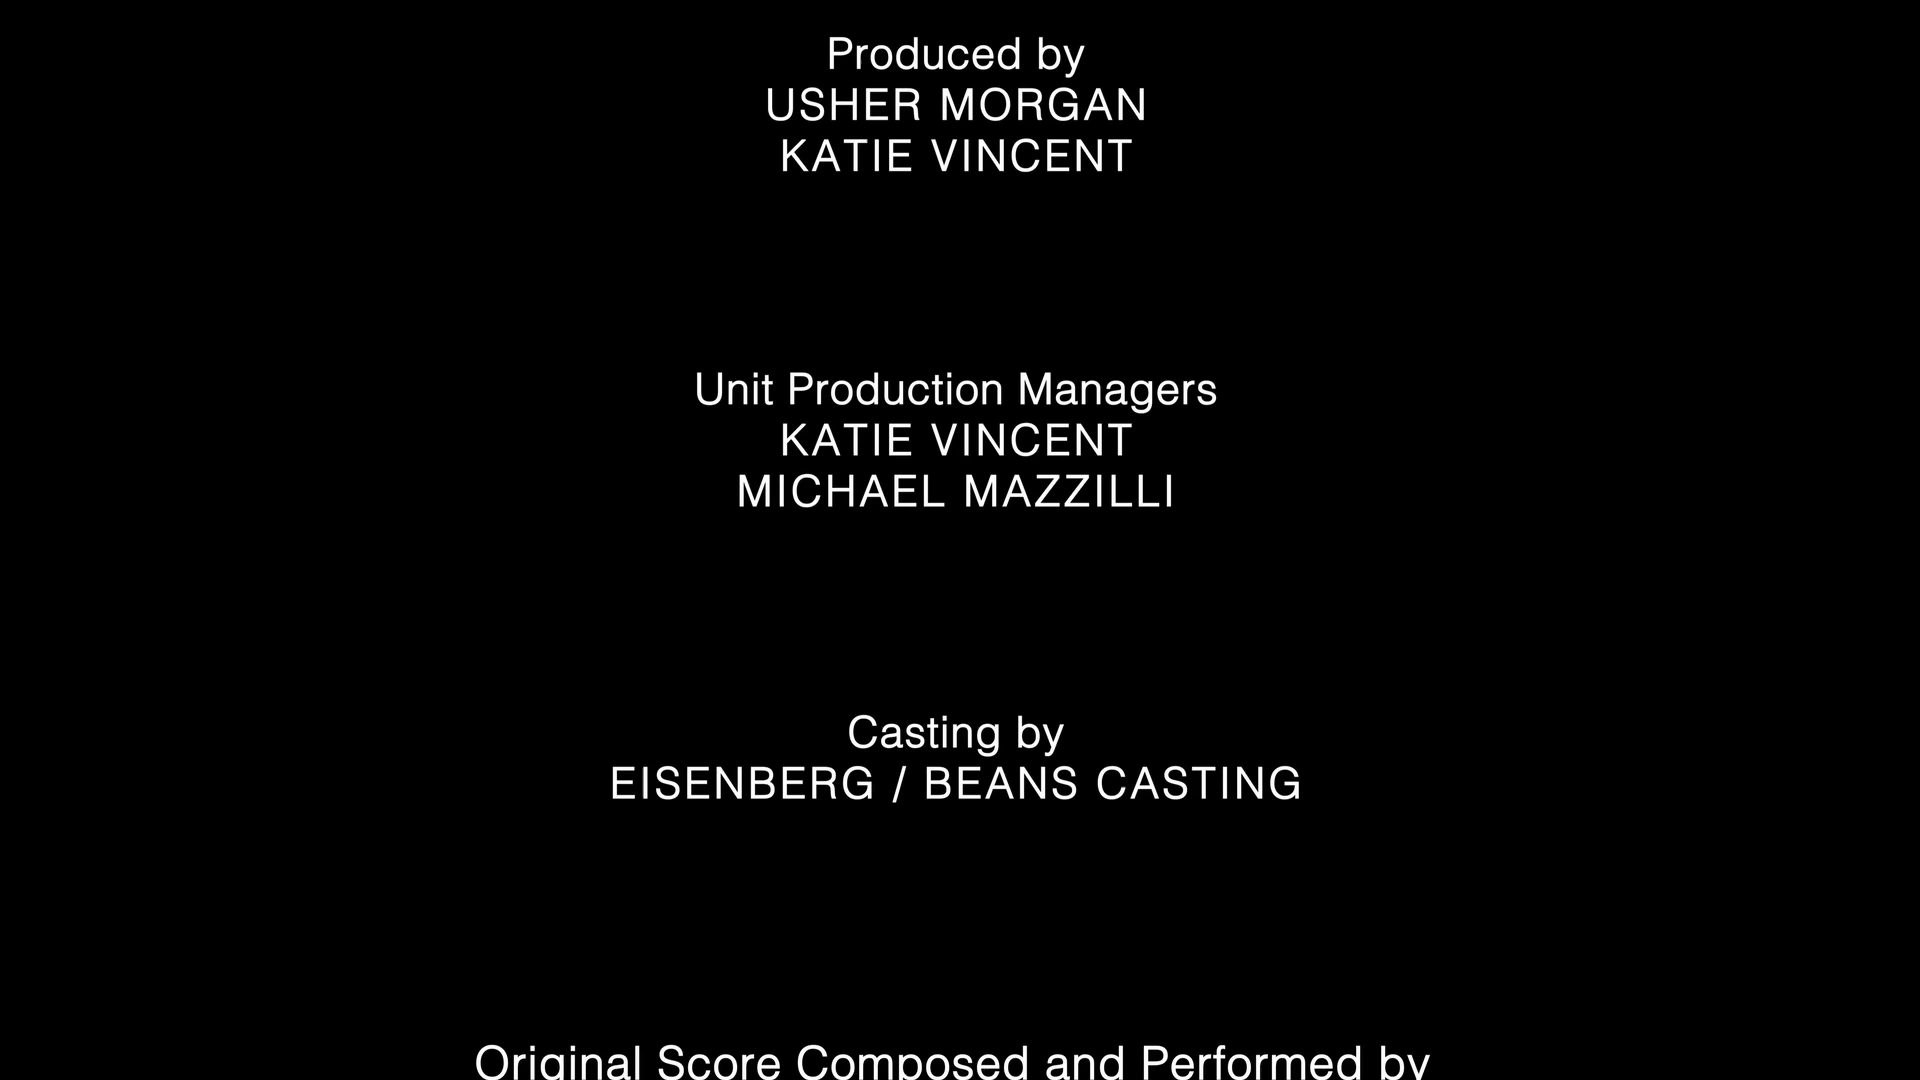 Produced by
USHER MORGAN
KATIE VINCENT
Unit Production Managers
KATIE VINCENT
MICHAEL MAZZILLI
Casting by
EISENBERG / BEANS CASTING
Original Score Composed and Performed by